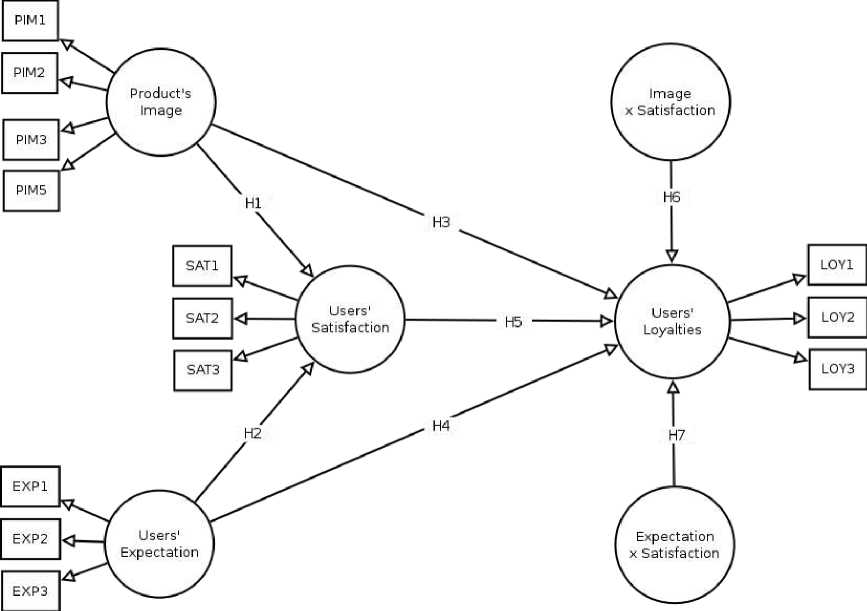 PIM1
PIM2
PIM3
PIM5
Product's
Image
Image
x Satisfaction
H1
H3
H6
SAT1
SAT2
SAT3
Users'
Satisfaction
H5
Users'
Loyalties
LOY1
LOY2
LOY3
H2
H4
H7
EXP1
EXP2
EXP3
Users'
Expectation
Expectation
x Satisfaction